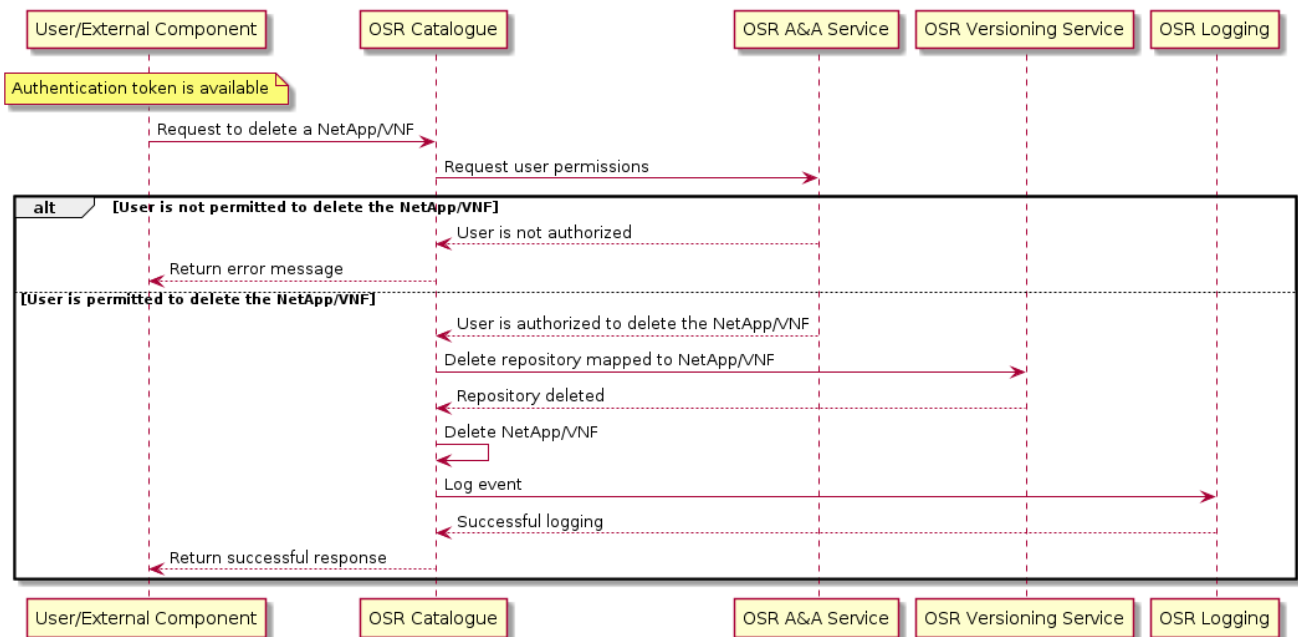 User/External Component
OSR Catalogue
OSR A&A Service
OSR Versioning Service
OSR Logging
Authentication token is available
Request to delete a NetApp/VNF
Request user permissions
alt
[User is not permitted to delete the NetApp/VNF]
User is not authorized
Return error message
[User is permitted to delete the NetApp/VNF]
User is authorized to delete the NetApp/VNF
Delete repository mapped to NetApp/VNF
Repository deleted
Delete NetApp/VNF
Log event
Successful logging
Return successful response
User/External Component
OSR Catalogue
OSR A&A Service
OSR Versioning Service
OSR Logging